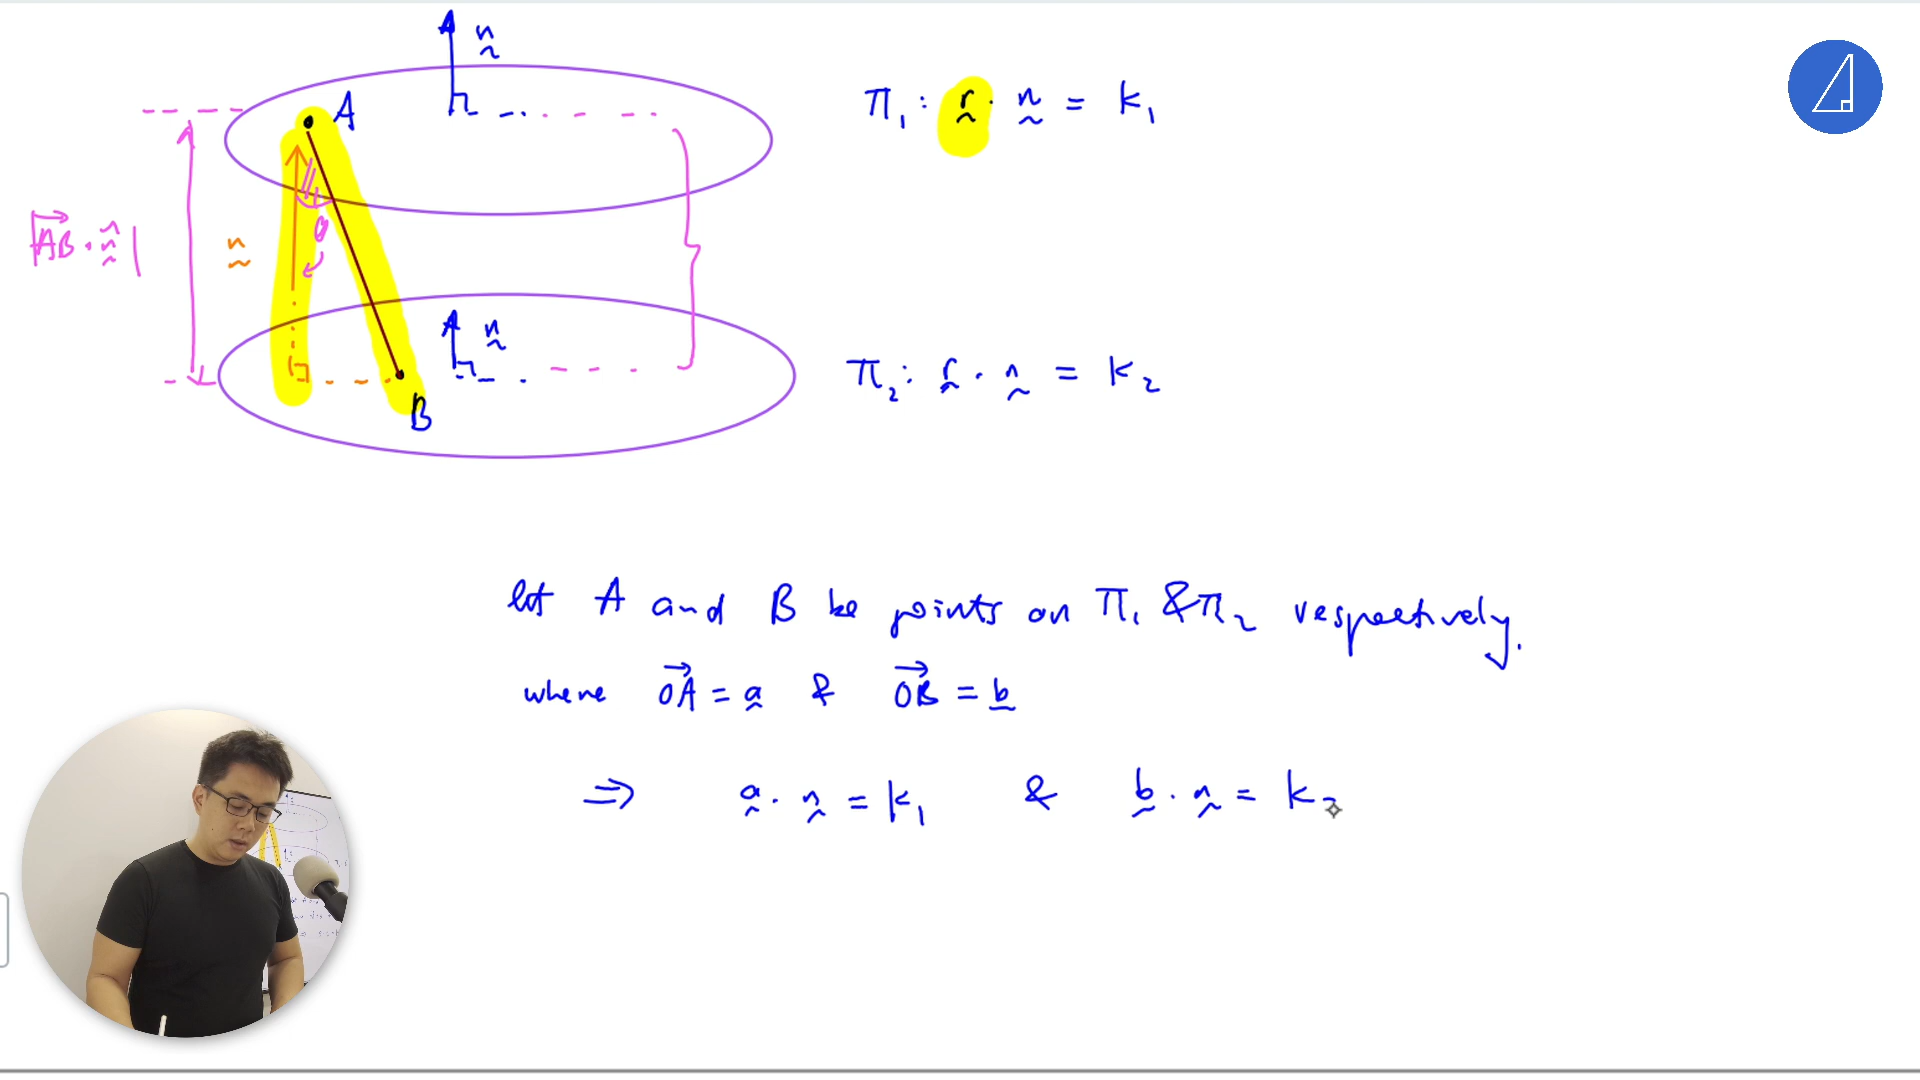 n
A
π₁ : r · n = k₁
|AB · n̂|
n
θ
n
π₂ : r · n = k₂
B
let A and B be points on π₁ & π₂ respectively.
where OA = a & OB = b
⇒ a · n = k₁ & b · n = k₂